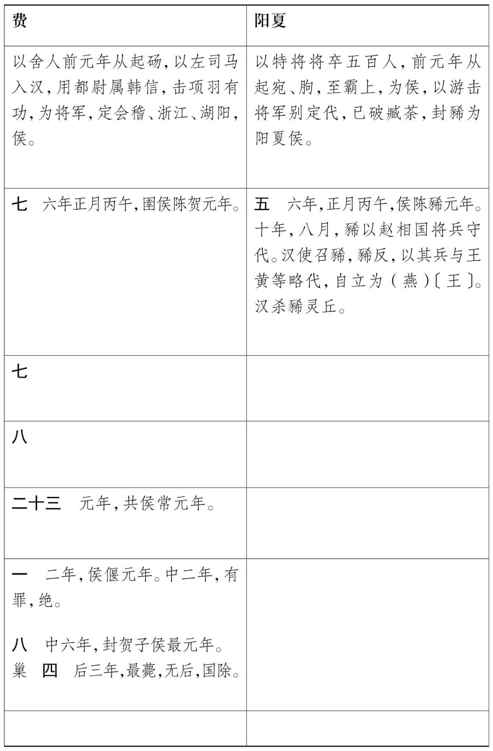 费
阳夏
以舍人前元年从起砀，以左司马
入汉，用都尉属韩信，击项羽有
功，为将军，定会稽、浙江、湖阳，
侯。
以特将将卒五百人，前元年从
起宛、朐，至霸上，为侯，以游击
将军别定代，已破臧荼，封豨为
阳夏侯。
七　六年正月丙午，圉侯陈贺元年。
五　六年，正月丙午，侯陈豨元年。
十年，八月，豨以赵相国将兵守
代。汉使召豨，豨反，以其兵与王
黄等略代，自立为（燕）〔王〕。
汉杀豨灵丘。
七
八
二十三　元年，共侯常元年。
一　二年，侯偃元年。中二年，有
罪，绝。
八　中六年，封贺子侯最元年。
巢　四　后三年，最薨，无后，国除。